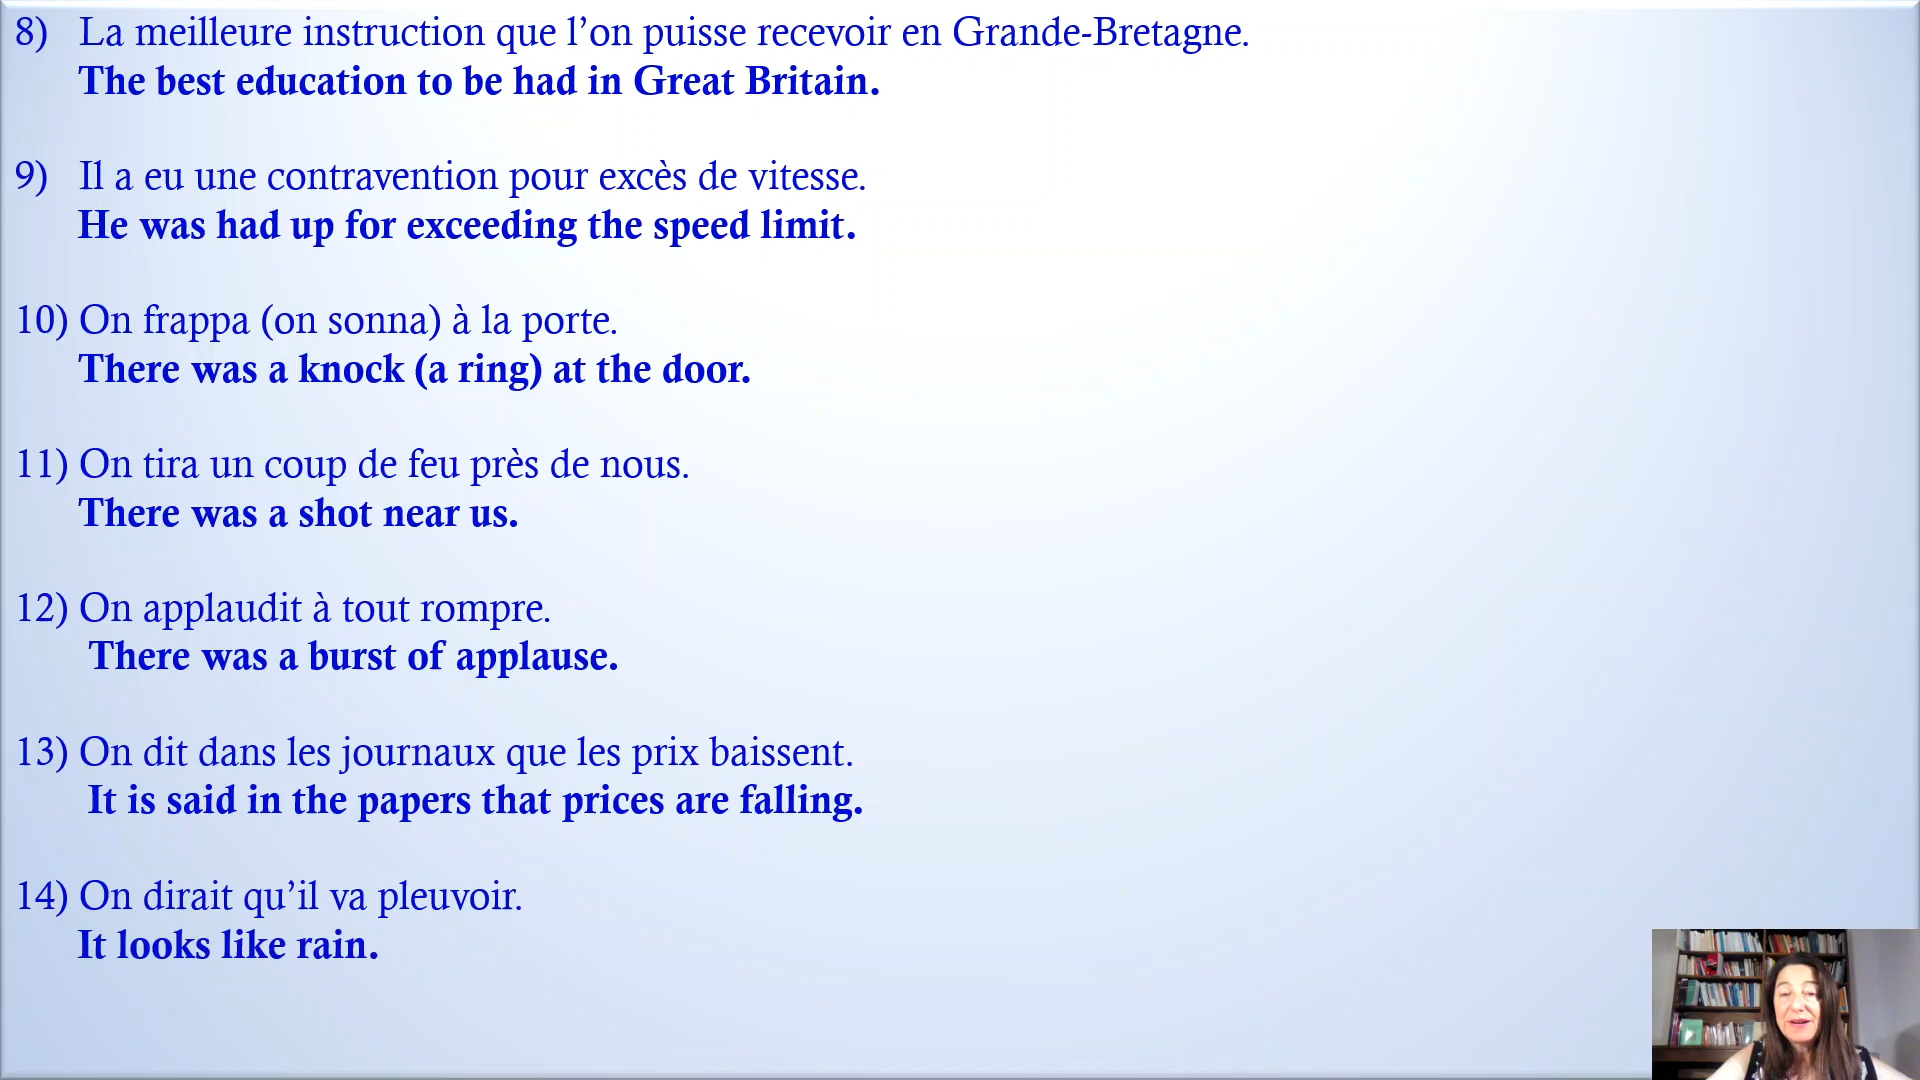 8) La meilleure instruction que l’on puisse recevoir en Grande-Bretagne.
The best education to be had in Great Britain.
9) Il a eu une contravention pour excès de vitesse.
He was had up for exceeding the speed limit.
10) On frappa (on sonna) à la porte.
There was a knock (a ring) at the door.
11) On tira un coup de feu près de nous.
There was a shot near us.
12) On applaudit à tout rompre.
There was a burst of applause.
13) On dit dans les journaux que les prix baissent.
It is said in the papers that prices are falling.
14) On dirait qu’il va pleuvoir.
It looks like rain.